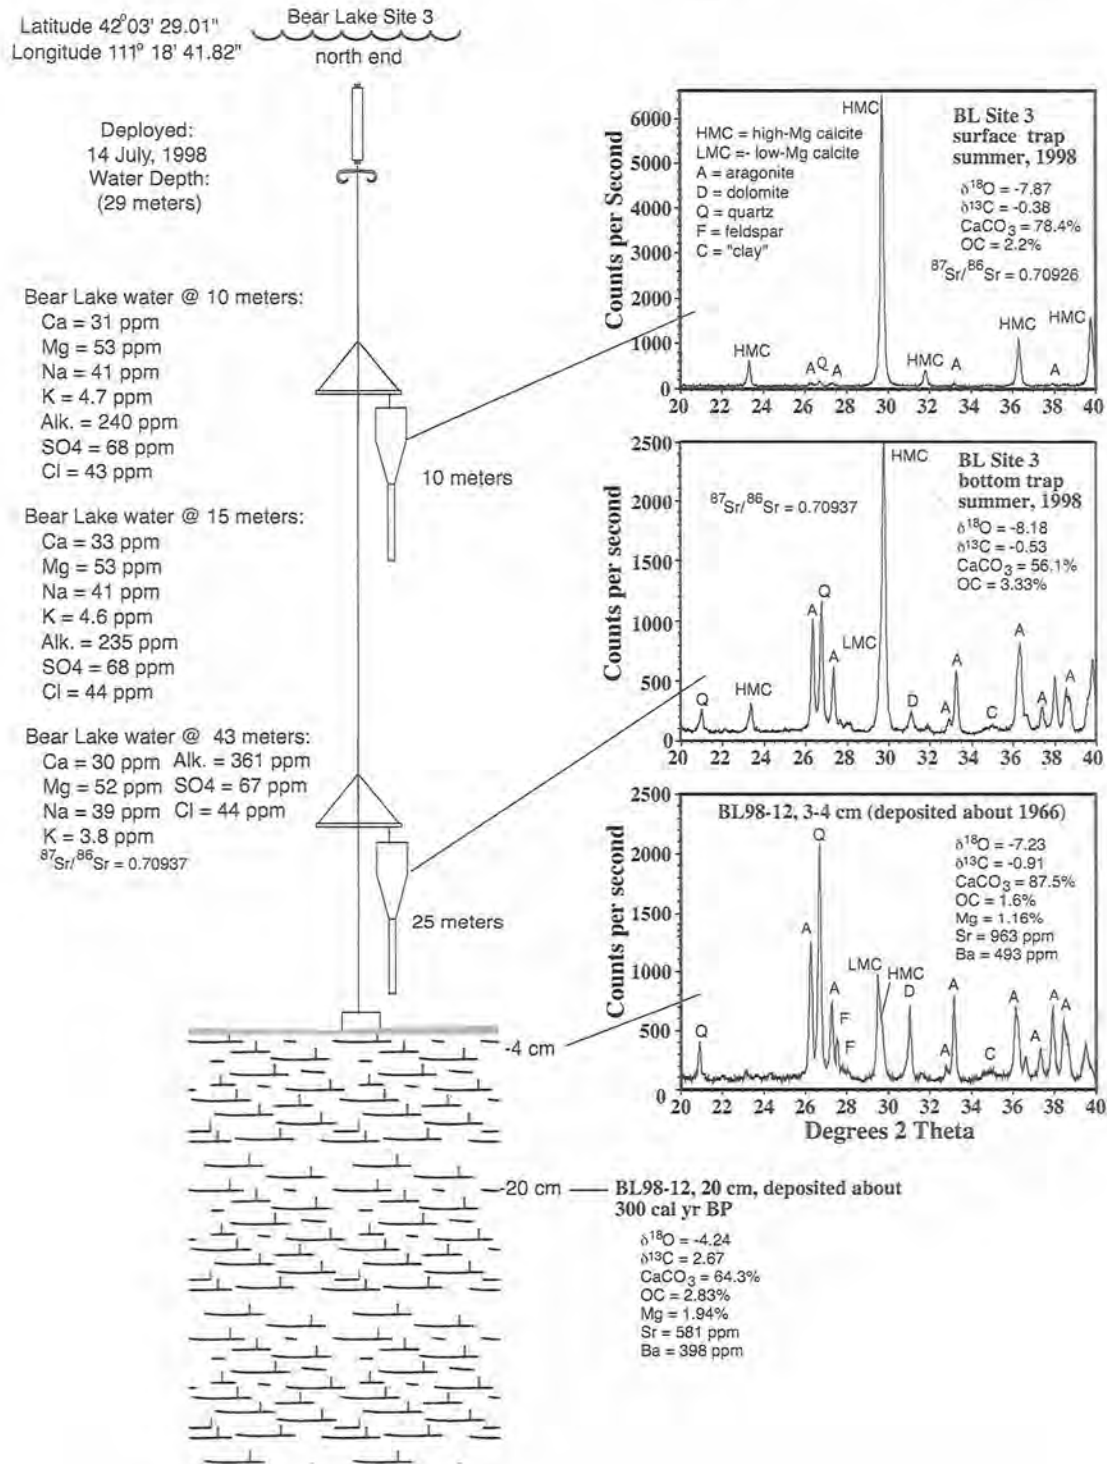 Latitude 42°03' 29.01"
Longitude 111° 18' 41.82"
Bear Lake Site 3
north end
Deployed:
14 July, 1998
Water Depth:
(29 meters)
Bear Lake water @ 10 meters:
Ca = 31 ppm
Mg = 53 ppm
Na = 41 ppm
K = 4.7 ppm
Alk. = 240 ppm
SO4 = 68 ppm
Cl = 43 ppm
Bear Lake water @ 15 meters:
Ca = 33 ppm
Mg = 53 ppm
Na = 41 ppm
K = 4.6 ppm
Alk. = 235 ppm
SO4 = 68 ppm
Cl = 44 ppm
Bear Lake water @ 43 meters:
Ca = 30 ppm Alk. = 361 ppm
Mg = 52 ppm SO4 = 67 ppm
Na = 39 ppm Cl = 44 ppm
K = 3.8 ppm
⁸⁷Sr/⁸⁶Sr = 0.70937
10 meters
25 meters
-4 cm
-20 cm
Counts per Second
6000
5000
4000
3000
2000
1000
0
HMC = high-Mg calcite
LMC =- low-Mg calcite
A = aragonite
D = dolomite
Q = quartz
F = feldspar
C = "clay"
BL Site 3
surface trap
summer, 1998
δ¹⁸O = -7.87
δ¹³C = -0.38
CaCO₃ = 78.4%
OC = 2.2%
⁸⁷Sr/⁸⁶Sr = 0.70926
HMC
A
Q
A
HMC
HMC
A
HMC
A
HMC
20 22 24 26 28 30 32 34 36 38 40
Counts per second
2500
2000
1500
1000
500
0
⁸⁷Sr/⁸⁶Sr = 0.70937
BL Site 3
bottom trap
summer, 1998
δ¹⁸O = -8.18
δ¹³C = -0.53
CaCO₃ = 56.1%
OC = 3.33%
Q
HMC
A
Q
A
LMC
HMC
D
A
A
C
A
A
A
20 22 24 26 28 30 32 34 36 38 40
Counts per second
2500
2000
1500
1000
500
0
BL98-12, 3-4 cm (deposited about 1966)
δ¹⁸O = -7.23
δ¹³C = -0.91
CaCO₃ = 87.5%
OC = 1.6%
Mg = 1.16%
Sr = 963 ppm
Ba = 493 ppm
Q
A
Q
A
F
F
LMC
HMC
D
A
A
C
A
A
A
A
20 22 24 26 28 30 32 34 36 38 40
Degrees 2 Theta
BL98-12, 20 cm, deposited about
300 cal yr BP
δ¹⁸O = -4.24
δ¹³C = 2.67
CaCO₃ = 64.3%
OC = 2.83%
Mg = 1.94%
Sr = 581 ppm
Ba = 398 ppm